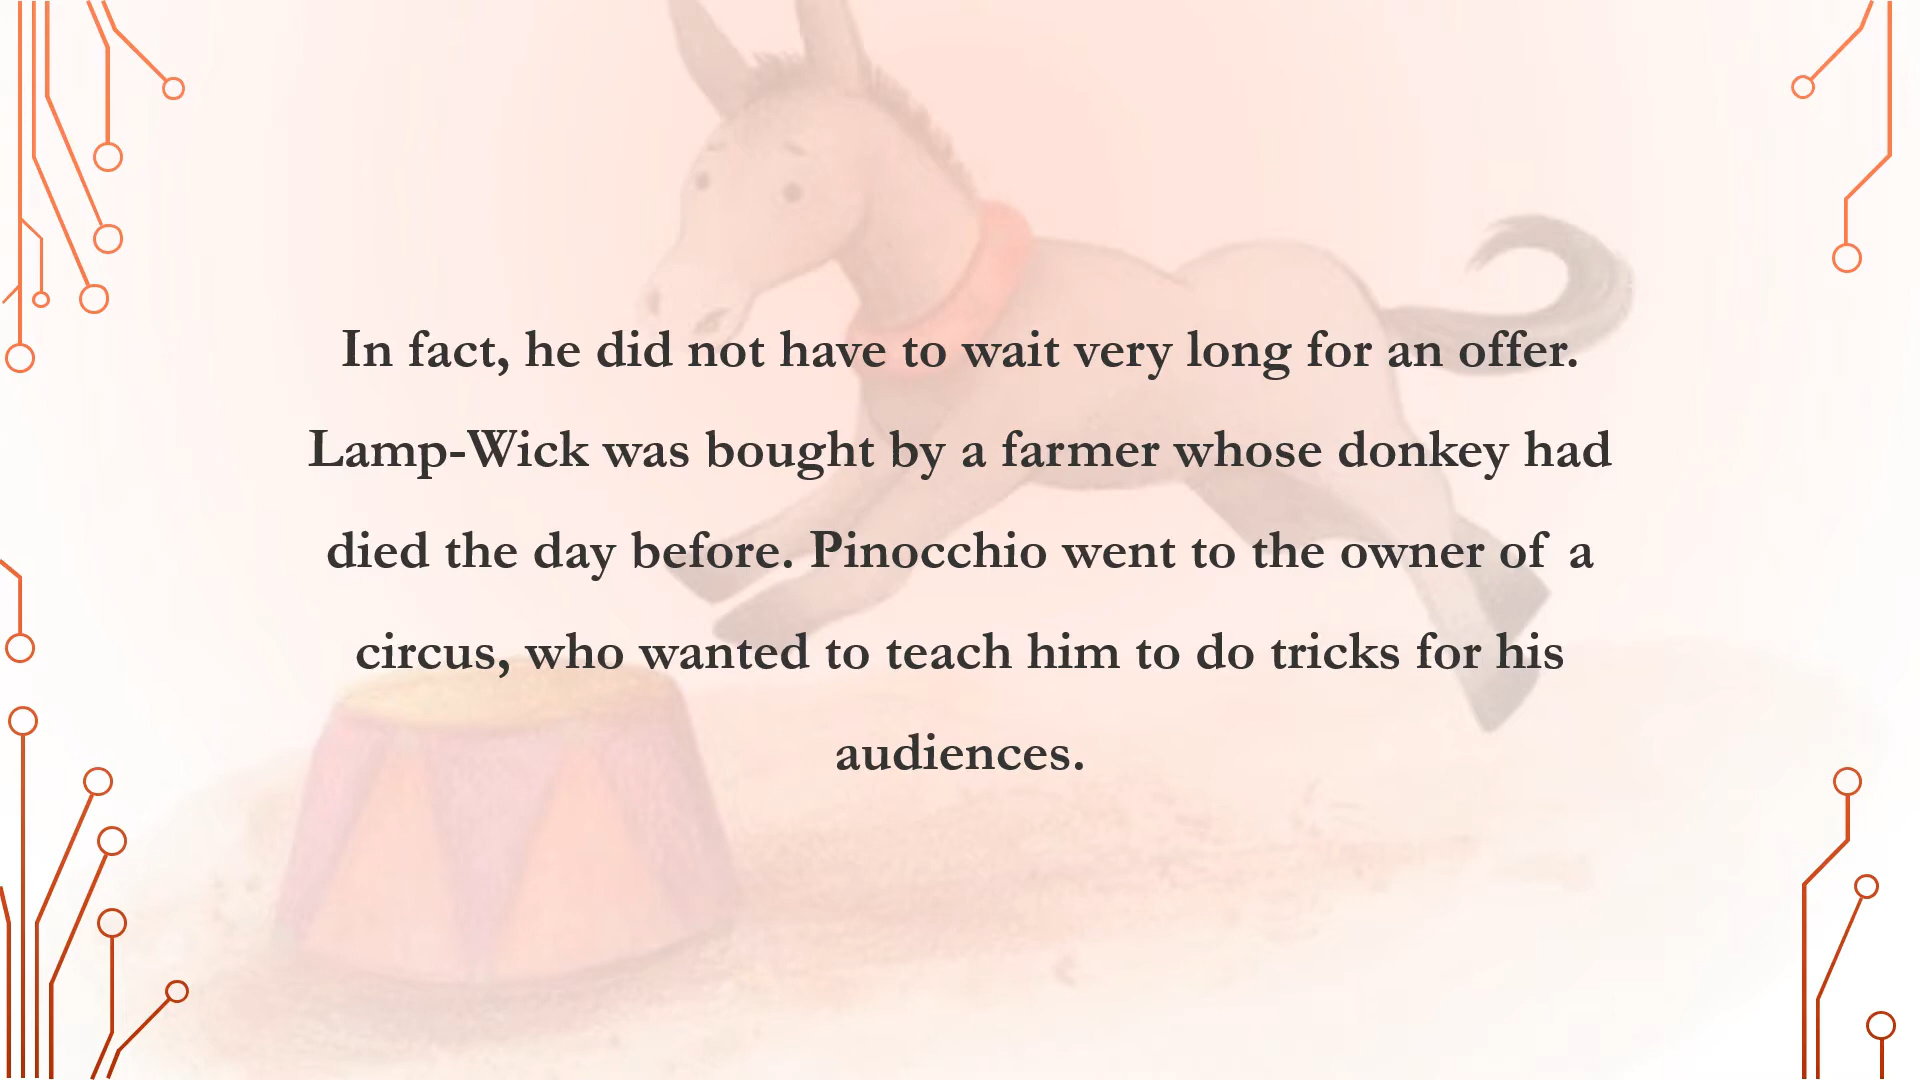 In fact, he did not have to wait very long for an offer.
Lamp-Wick was bought by a farmer whose donkey had
died the day before. Pinocchio went to the owner of a
circus, who wanted to teach him to do tricks for his
audiences.